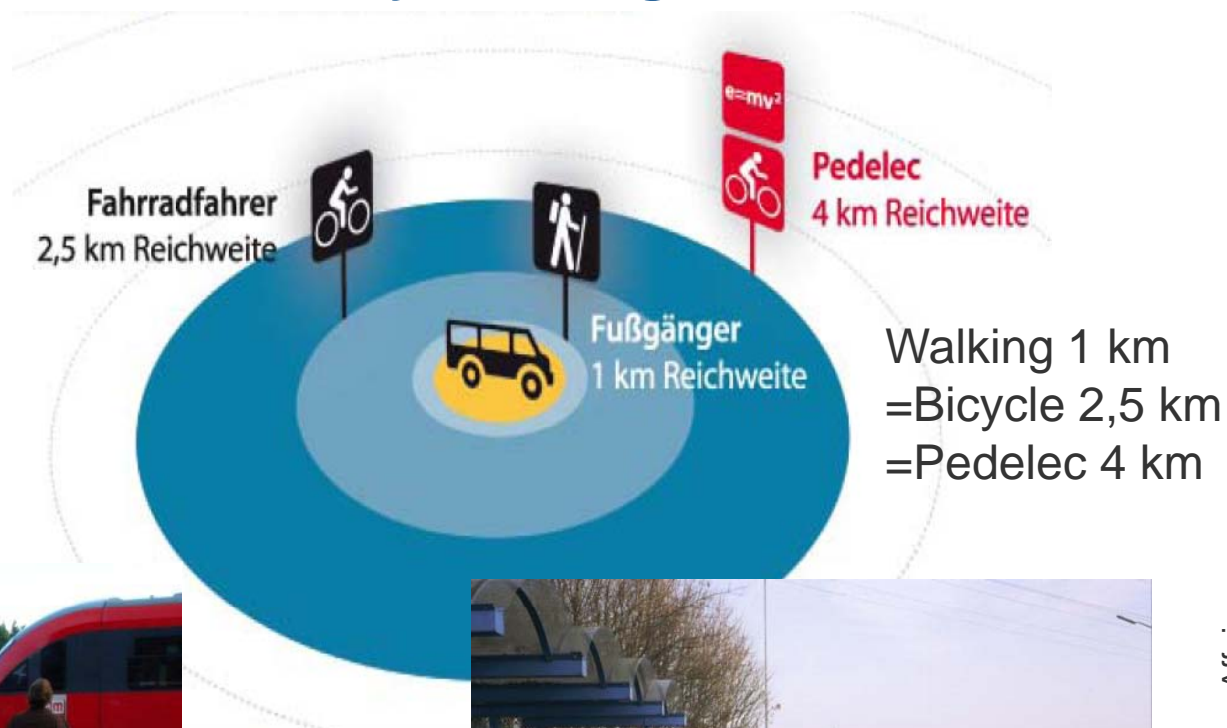 e=mv²
Pedelec
4 km Reichweite
Fahrradfahrer
2,5 km Reichweite
Fußgänger
1 km Reichweite
Walking 1 km
=Bicycle 2,5 km
=Pedelec 4 km